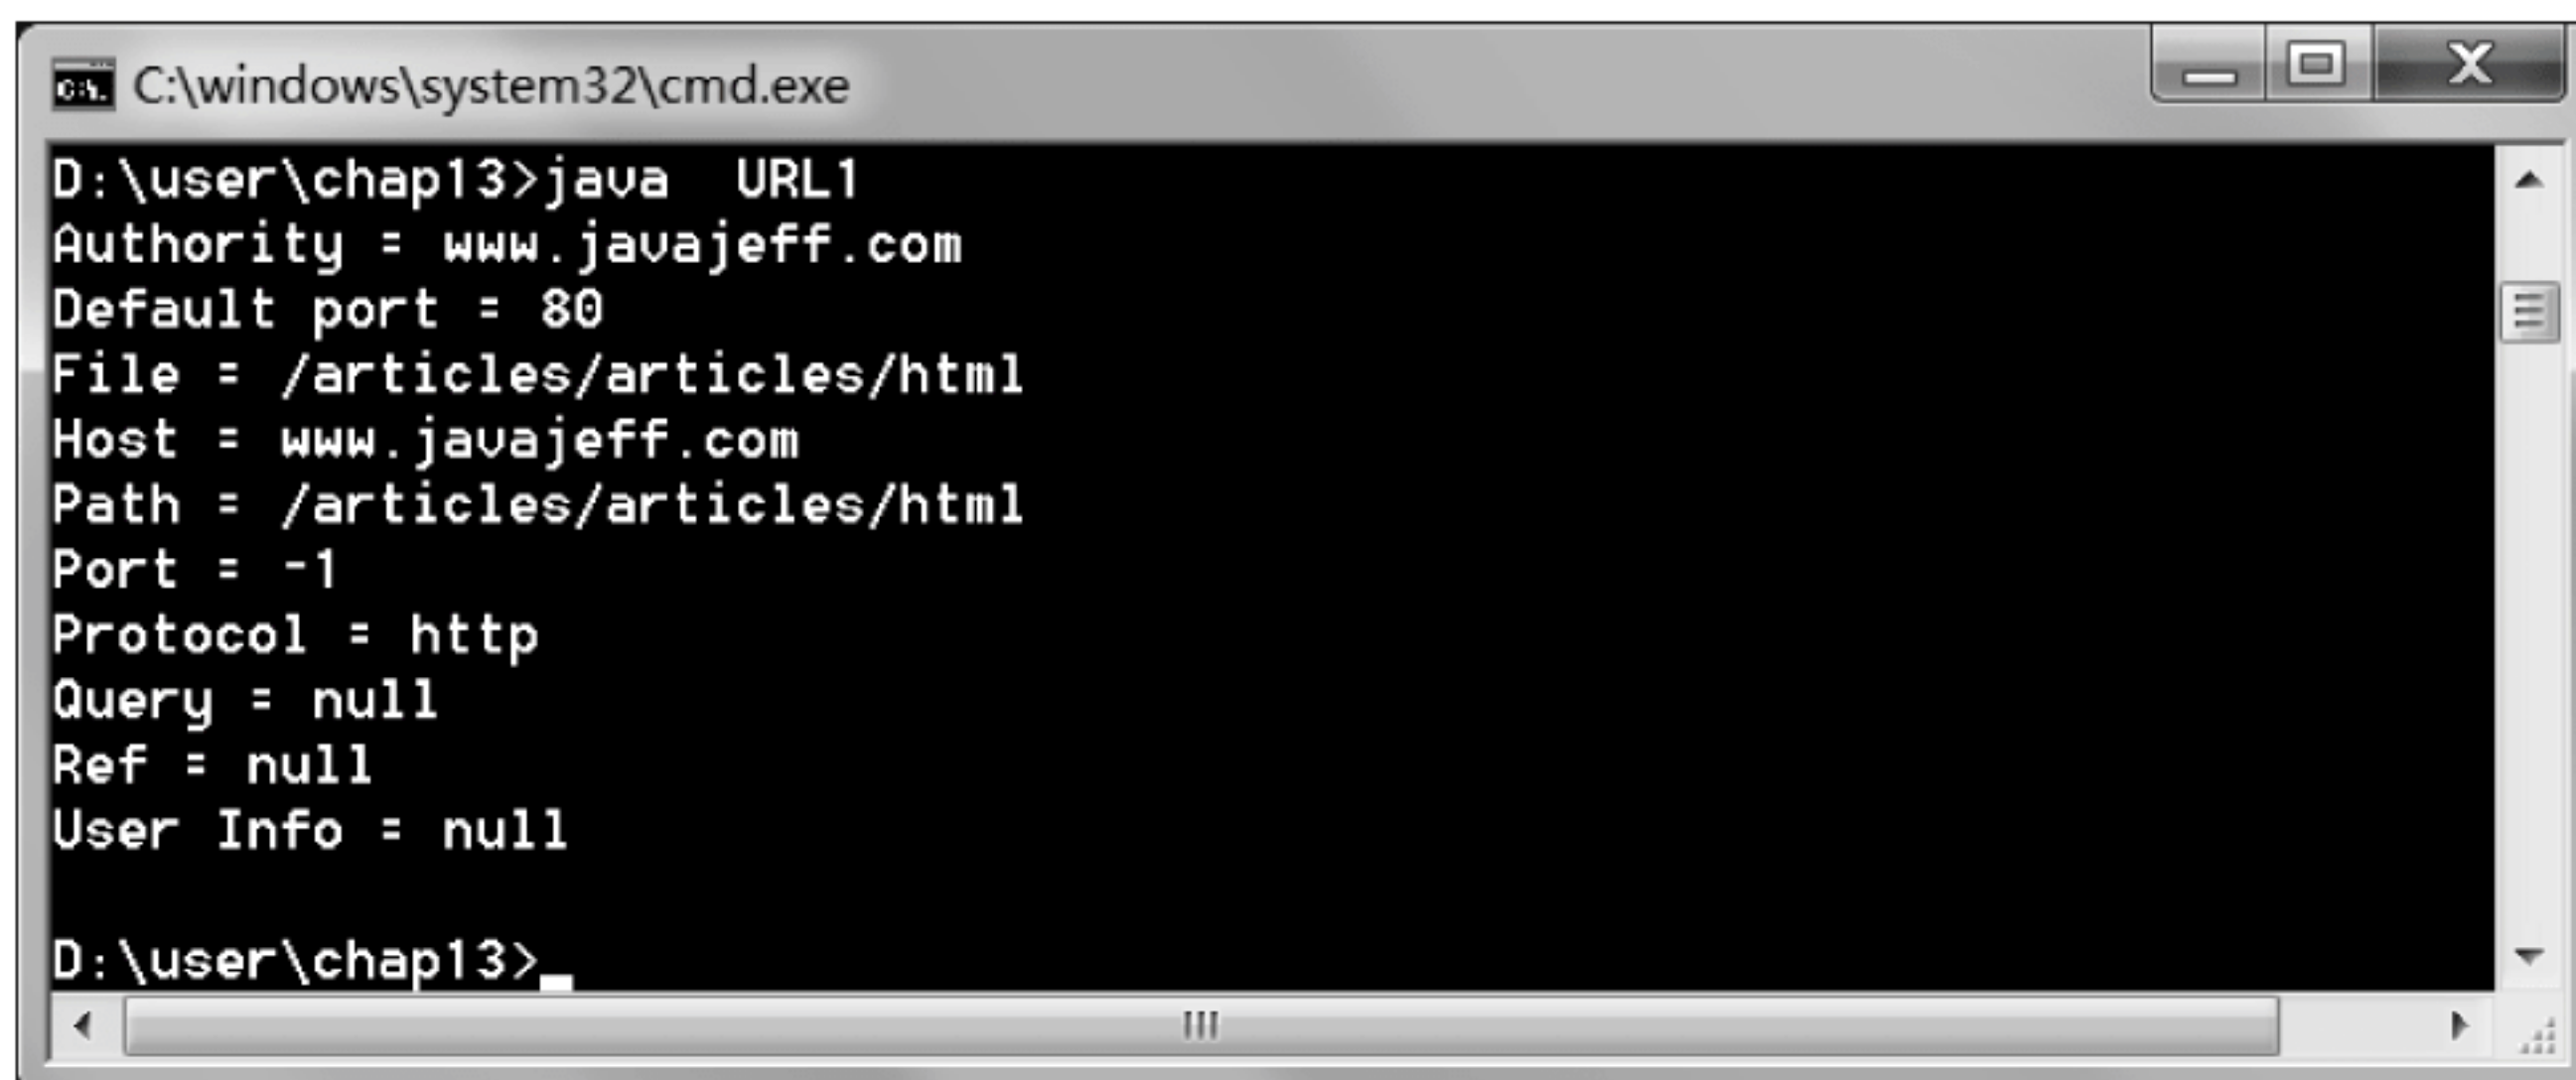 C:\windows\system32\cmd.exe
D:\user\chap13>java  URL1
Authority = www.javajeff.com
Default port = 80
File = /articles/articles/html
Host = www.javajeff.com
Path = /articles/articles/html
Port = -1
Protocol = http
Query = null
Ref = null
User Info = null
D:\user\chap13>